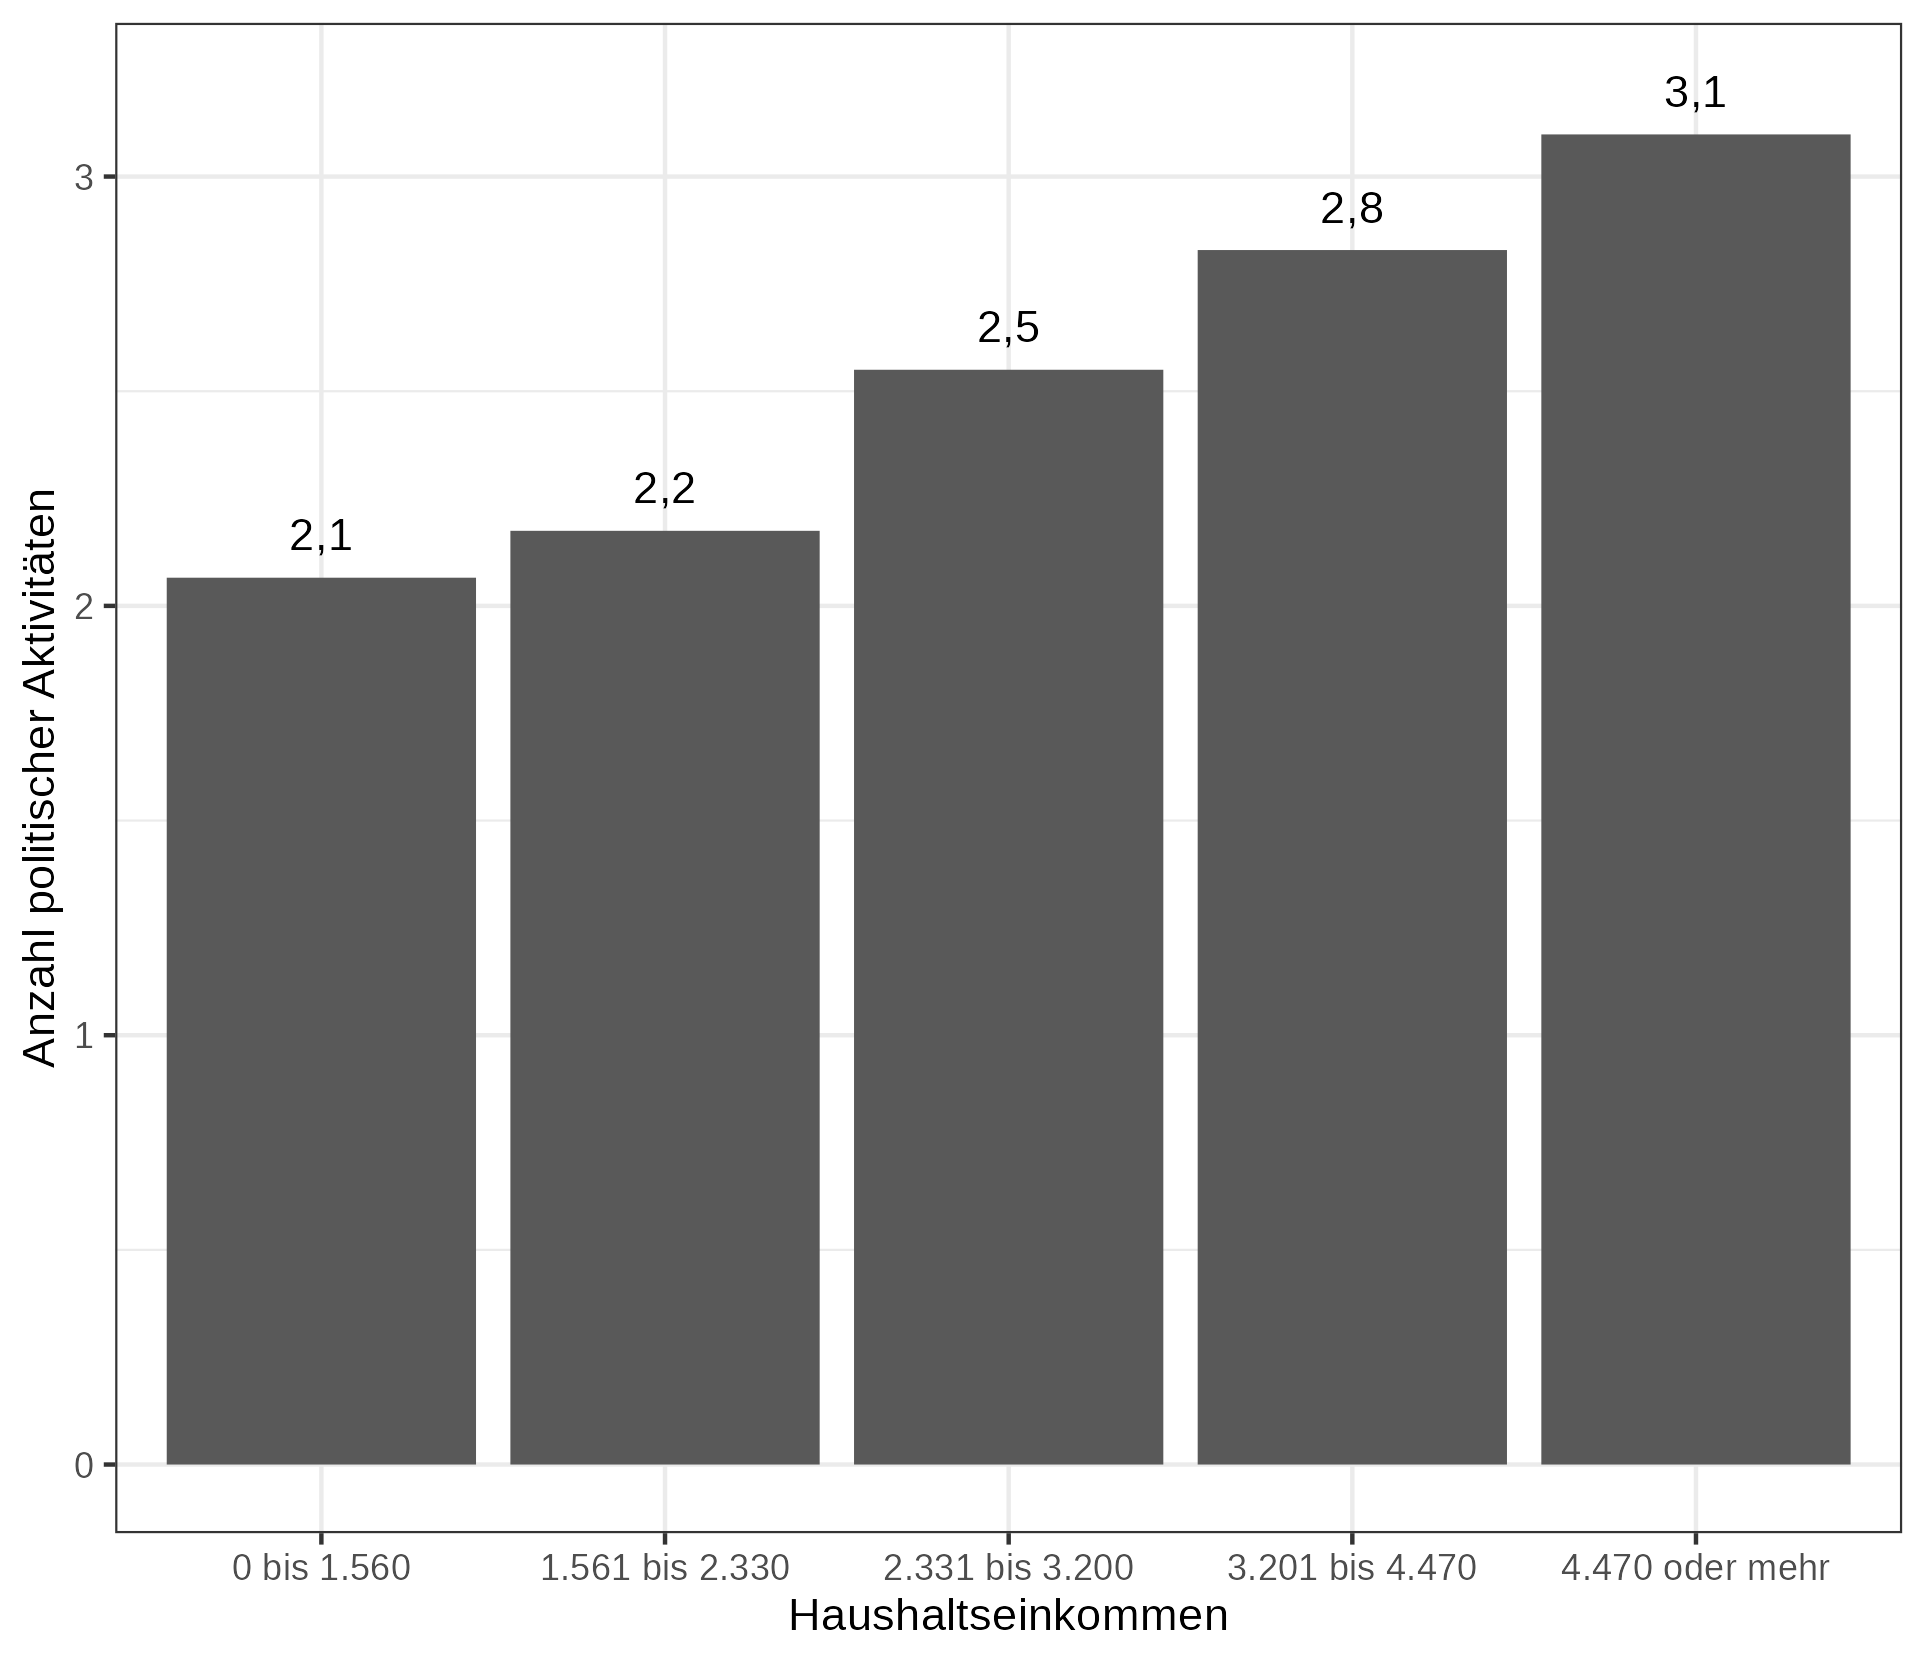 3,1
2,8
2,5
2,2
2,1
3
2
1
0
Anzahl politischer Aktivitäten
0 bis 1.560
1.561 bis 2.330
2.331 bis 3.200
3.201 bis 4.470
4.470 oder mehr
Haushaltseinkommen